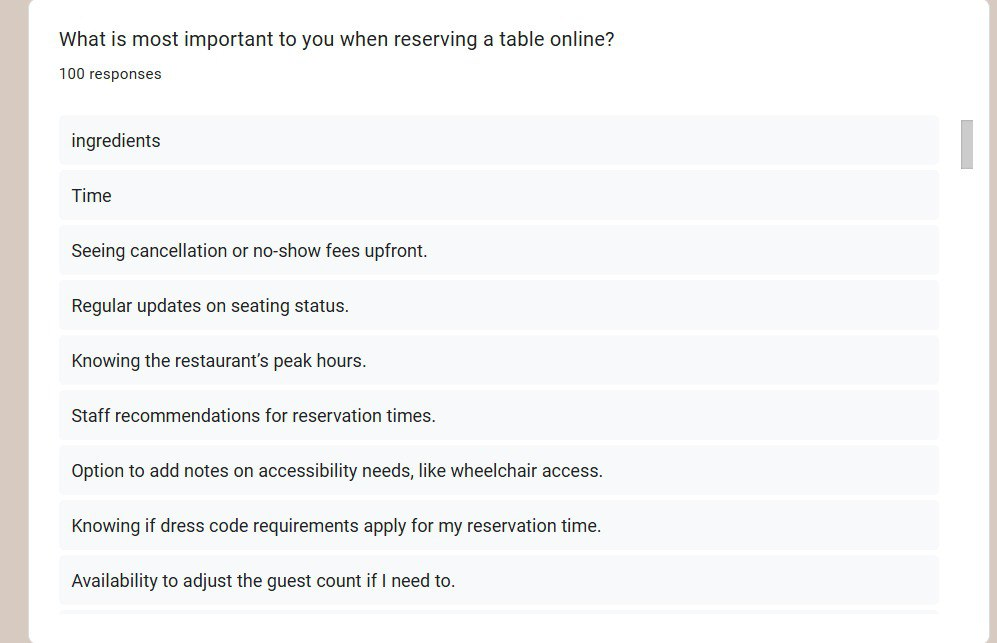 What is most important to you when reserving a table online?
100 responses
ingredients
Time
Seeing cancellation or no-show fees upfront.
Regular updates on seating status.
Knowing the restaurant’s peak hours.
Staff recommendations for reservation times.
Option to add notes on accessibility needs, like wheelchair access.
Knowing if dress code requirements apply for my reservation time.
Availability to adjust the guest count if I need to.